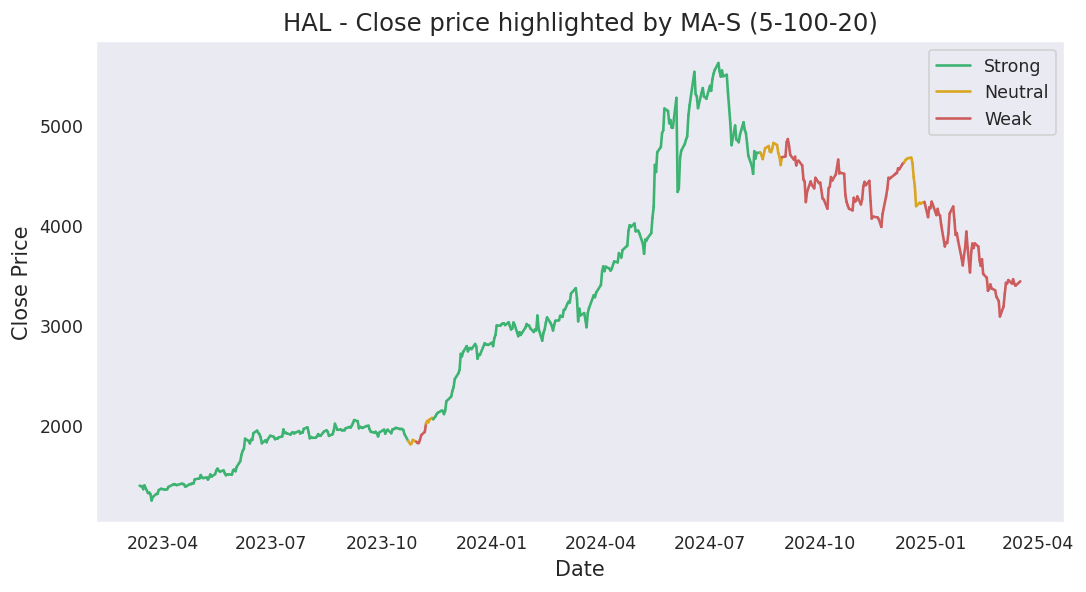 HAL - Close price highlighted by MA-S (5-100-20)
Strong
Neutral
Weak
Close Price
5000
4000
3000
2000
2023-04 2023-07 2023-10 2024-01 2024-04 2024-07 2024-10 2025-01 2025-04
Date